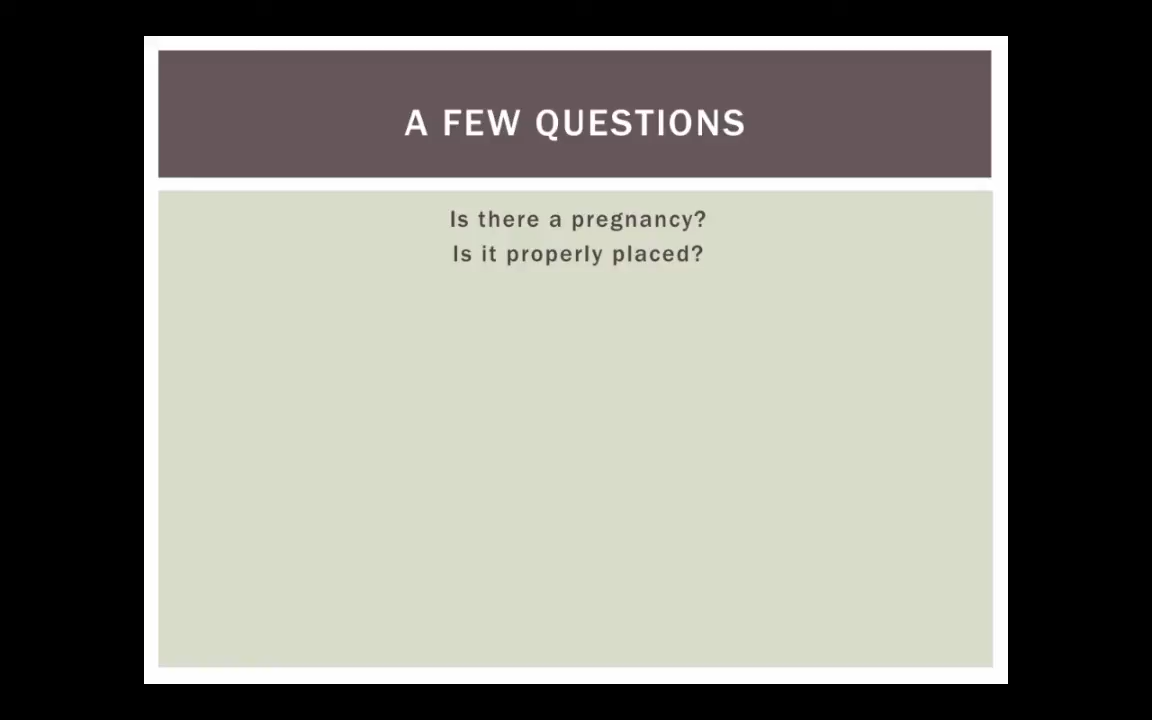 A FEW QUESTIONS
Is there a pregnancy?
Is it properly placed?